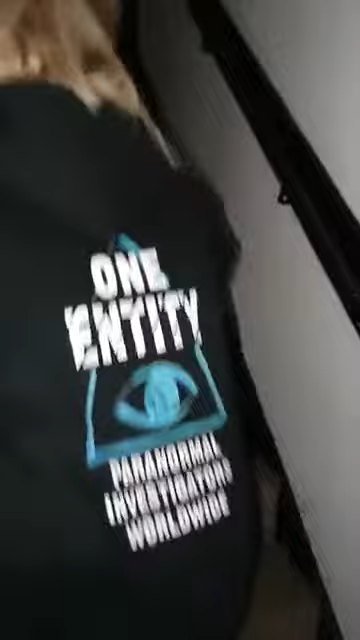 ONE
ENTITY
PARANORMAL
INVESTIGATORS
WORLDWIDE